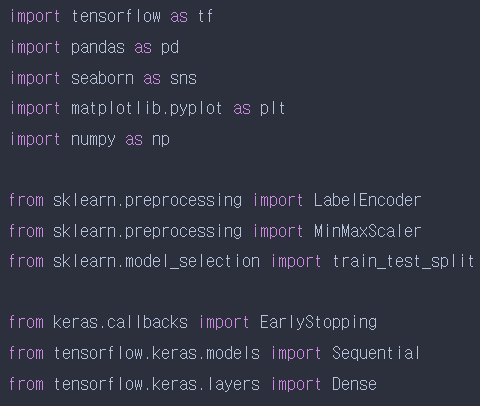 import tensorflow as tf
import pandas as pd
import seaborn as sns
import matplotlib.pyplot as plt
import numpy as np
from sklearn.preprocessing import LabelEncoder
from sklearn.preprocessing import MinMaxScaler
from sklearn.model_selection import train_test_split
from keras.callbacks import EarlyStopping
from tensorflow.keras.models import Sequential
from tensorflow.keras.layers import Dense